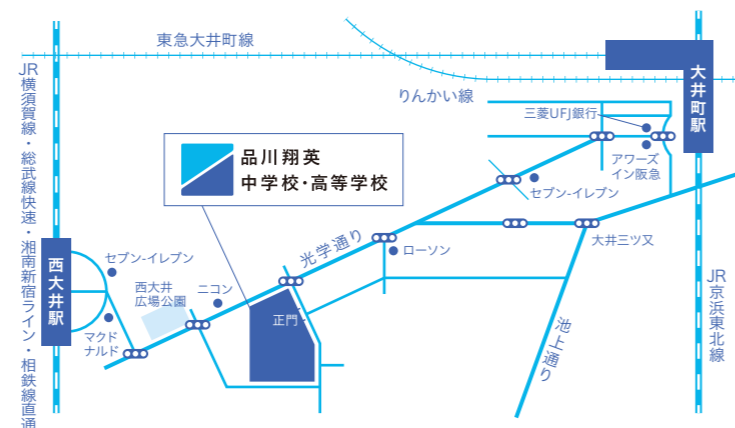 東急大井町線
りんかい線
大井町駅
三菱UFJ銀行
アワーズ
イン阪急
セブン-イレブン
大井三ツ又
JR京浜東北線
池上通り
ローソン
光学通り
品川翔英
中学校・高等学校
正門
ニコン
西大井
広場公園
セブン-イレブン
マクド
ナルド
西大井駅
JR横須賀線・総武線快速・湘南新宿ライン・相鉄線直通